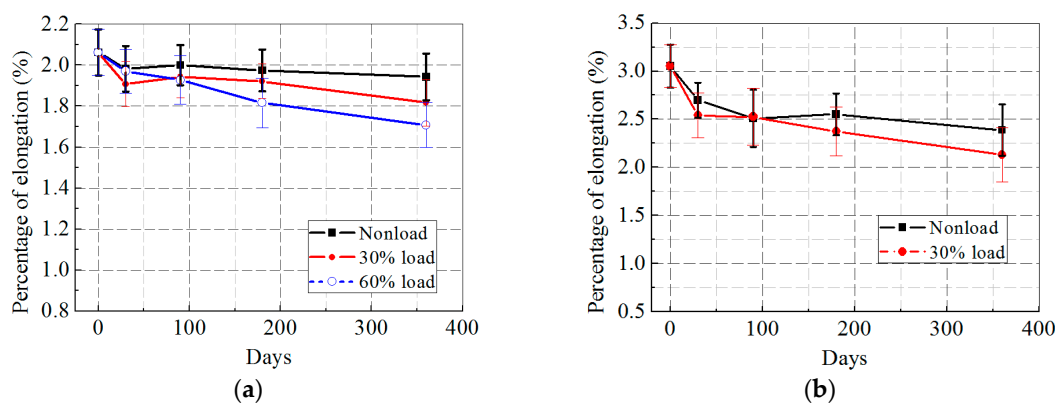 2.2
2.0
1.8
1.6
1.4
1.2
1.0
0.8
Percentage of elongation (%)
Nonload
30% load
60% load
0
100
200
300
400
Days
(a)
3.5
3.0
2.5
2.0
1.5
1.0
0.5
Percentage of elongation (%)
Nonload
30% load
0
100
200
300
400
Days
(b)